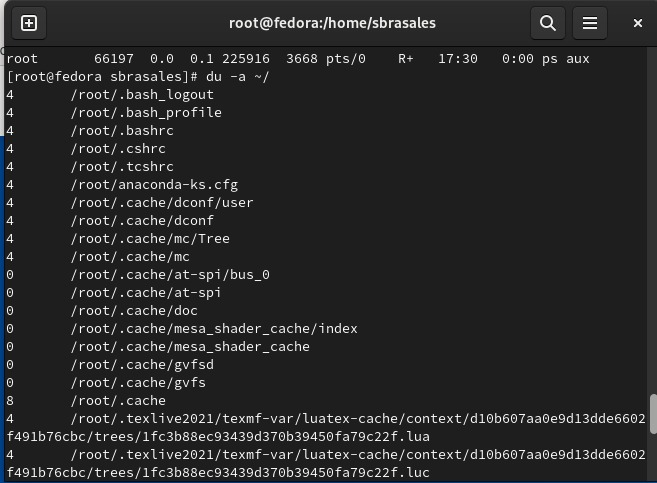 root@fedora:/home/sbrasales
root       66197  0.0  0.1 225916  3668 pts/0    R+   17:30   0:00 ps aux
[root@fedora sbrasales]# du -a ~/
4       /root/.bash_logout
4       /root/.bash_profile
4       /root/.bashrc
4       /root/.cshrc
4       /root/.tcshrc
4       /root/anaconda-ks.cfg
4       /root/.cache/dconf/user
4       /root/.cache/dconf
4       /root/.cache/mc/Tree
4       /root/.cache/mc
0       /root/.cache/at-spi/bus_0
0       /root/.cache/at-spi
0       /root/.cache/doc
0       /root/.cache/mesa_shader_cache/index
0       /root/.cache/mesa_shader_cache
0       /root/.cache/gvfsd
0       /root/.cache/gvfs
8       /root/.cache
4       /root/.texlive2021/texmf-var/luatex-cache/context/d10b607aa0e9d13dde6602
f491b76cbc/trees/1fc3b88ec93439d370b39450fa79c22f.lua
4       /root/.texlive2021/texmf-var/luatex-cache/context/d10b607aa0e9d13dde6602
f491b76cbc/trees/1fc3b88ec93439d370b39450fa79c22f.luc